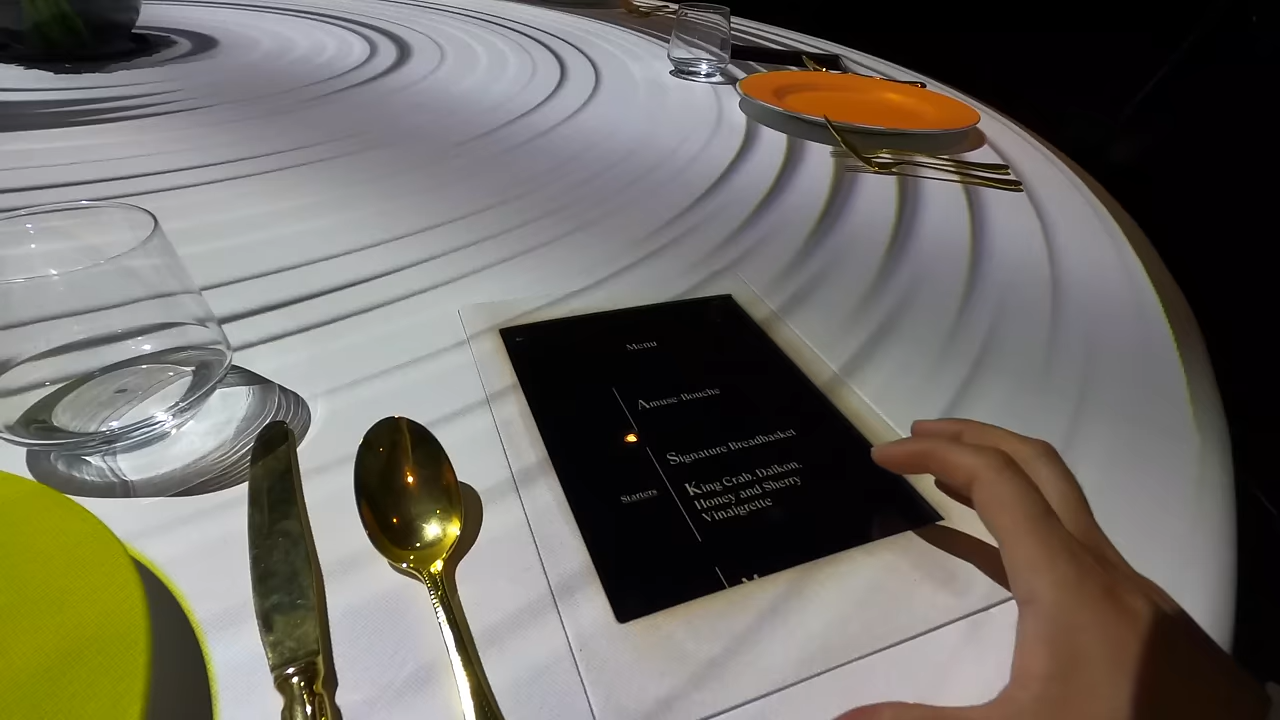 Menu
Amuse-Bouche
Signature Breadbasket
Starters
King Crab, Daikon,
Honey and Sherry
Vinaigrette